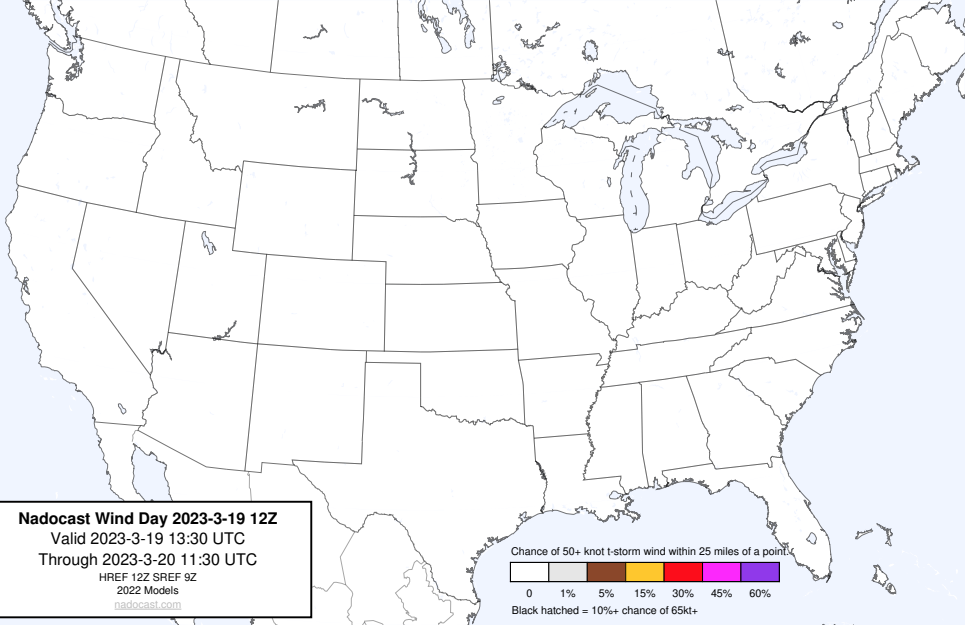 Nadocast Wind Day 2023-3-19 12Z
Valid 2023-3-19 13:30 UTC
Through 2023-3-20 11:30 UTC
HREF 12Z SREF 9Z
2022 Models
nadocast.com
Chance of 50+ knot t-storm wind within 25 miles of a point.
0 1% 5% 15% 30% 45% 60%
Black hatched = 10%+ chance of 65kt+